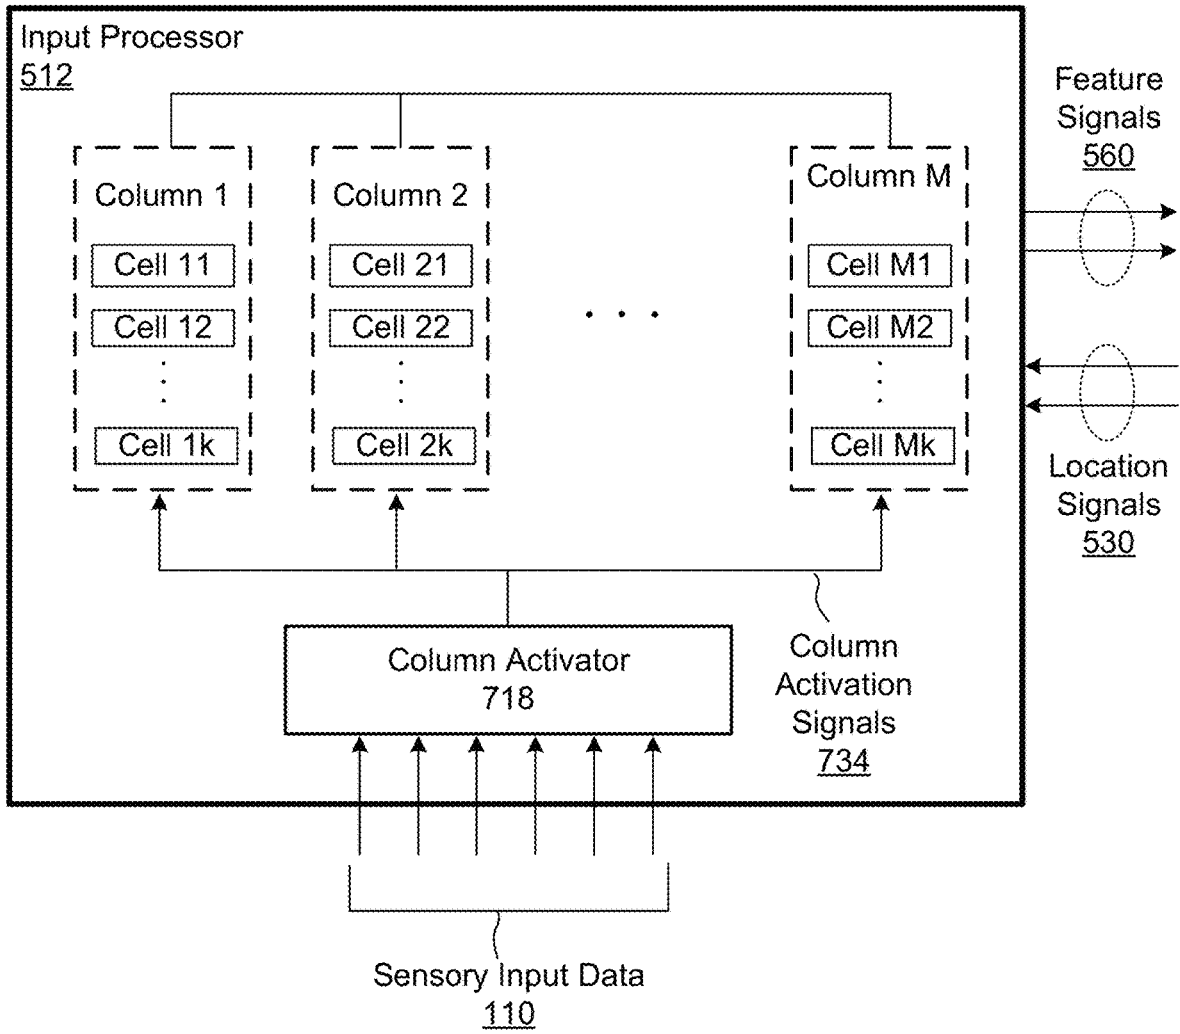 Input Processor
512
Feature
Signals
560
Column 1
Column 2
Column M
Cell 11
Cell 21
Cell M1
Cell 12
Cell 22
Cell M2
Cell 1k
Cell 2k
Cell Mk
Location
Signals
530
Column Activator
718
Column
Activation
Signals
734
Sensory Input Data
110